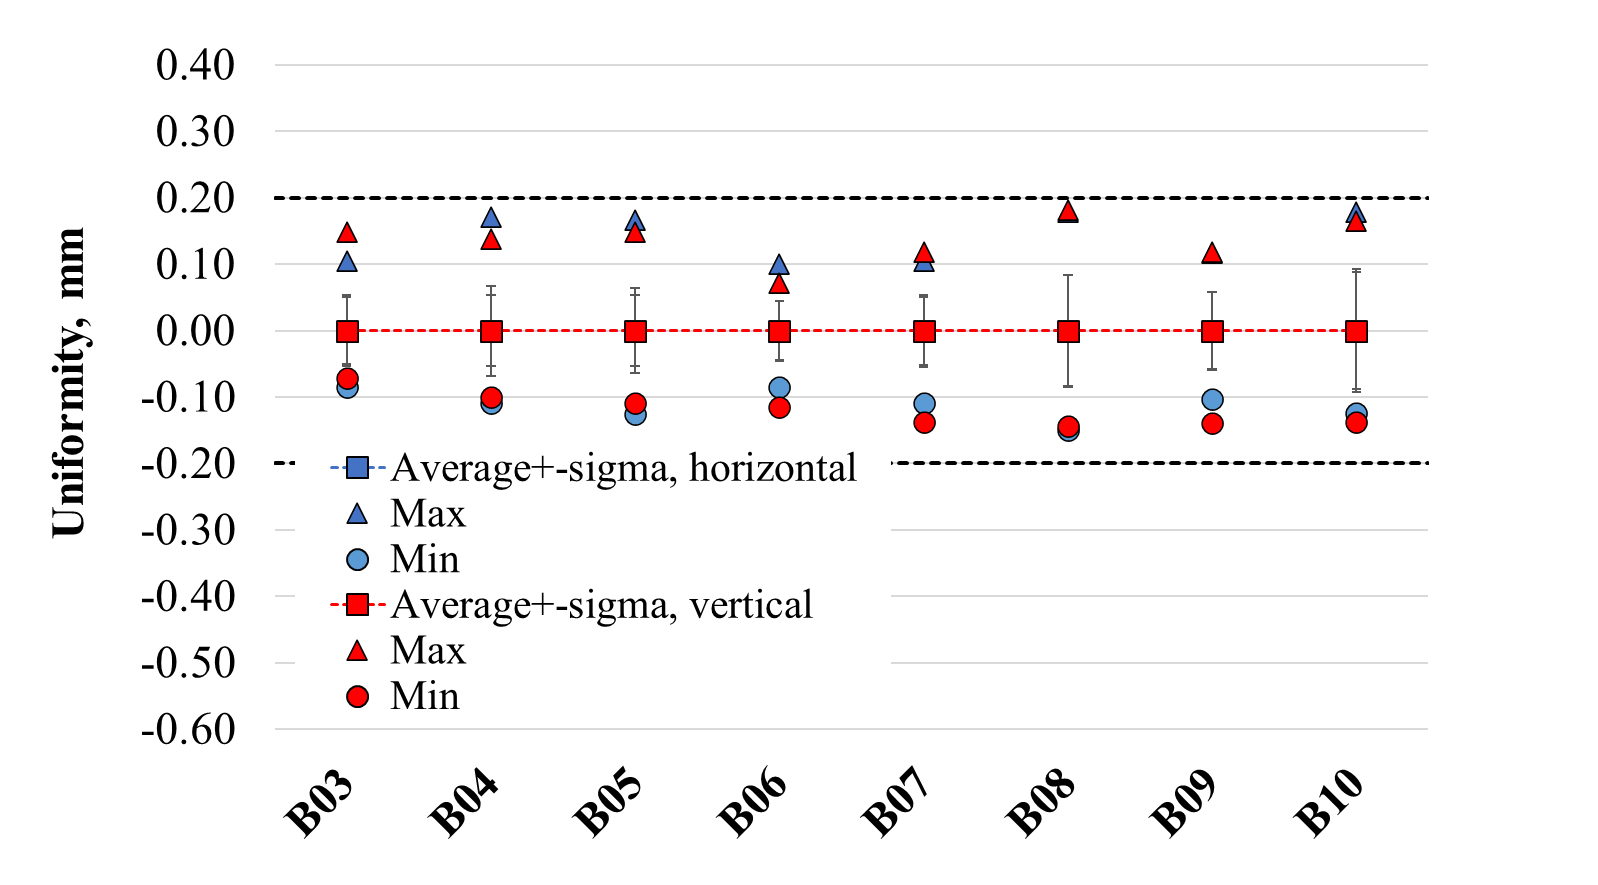 0.40
0.30
0.20
0.10
0.00
-0.10
-0.20
-0.30
-0.40
-0.50
-0.60
Uniformity, mm
Average+-sigma, horizontal
Max
Min
Average+-sigma, vertical
Max
Min
B03
B04
B05
B06
B07
B08
B09
B10